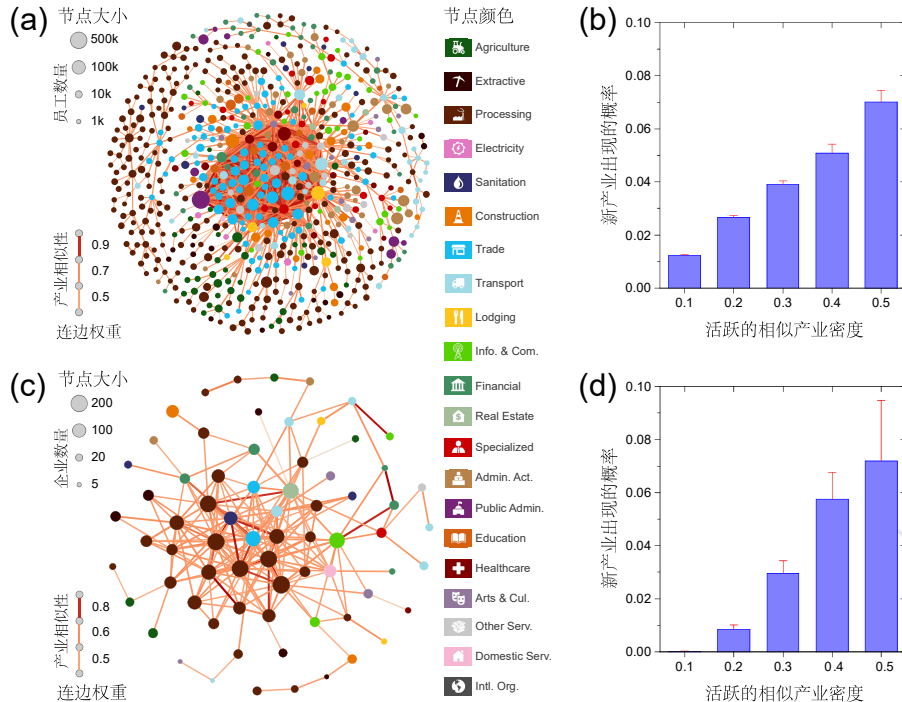 (a)
节点大小
500k
100k
10k
1k
员工数量
产业相似性
0.9
0.7
0.5
连边权重
节点颜色
Agriculture
Extractive
Processing
Electricity
Sanitation
Construction
Trade
Transport
Lodging
Info. & Com.
Financial
Real Estate
Specialized
Admin. Act.
Public Admin.
Education
Healthcare
Arts & Cul.
Other Serv.
Domestic Serv.
Intl. Org.
(b)
新产业出现的概率
0.10
0.08
0.06
0.04
0.02
0.00
0.1 0.2 0.3 0.4 0.5
活跃的相似产业密度
(c)
节点大小
200
100
20
5
企业数量
产业相似性
0.8
0.6
0.5
连边权重
(d)
新产业出现的概率
0.10
0.08
0.06
0.04
0.02
0.00
0.1 0.2 0.3 0.4 0.5
活跃的相似产业密度